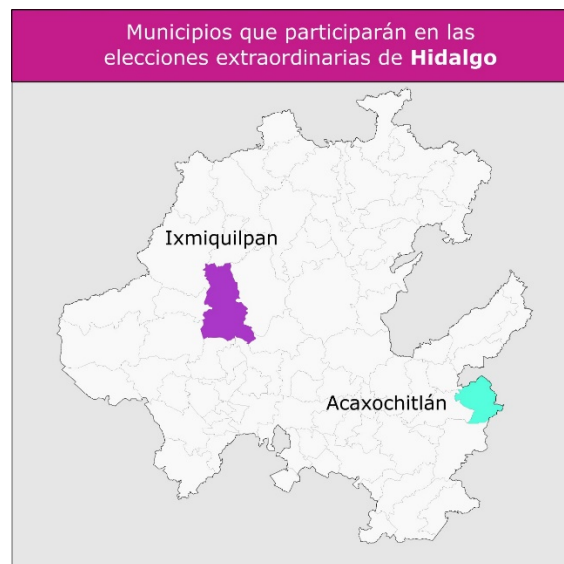 Municipios que participarán en las
elecciones extraordinarias de Hidalgo
Ixmiquilpan
Acaxochitlán